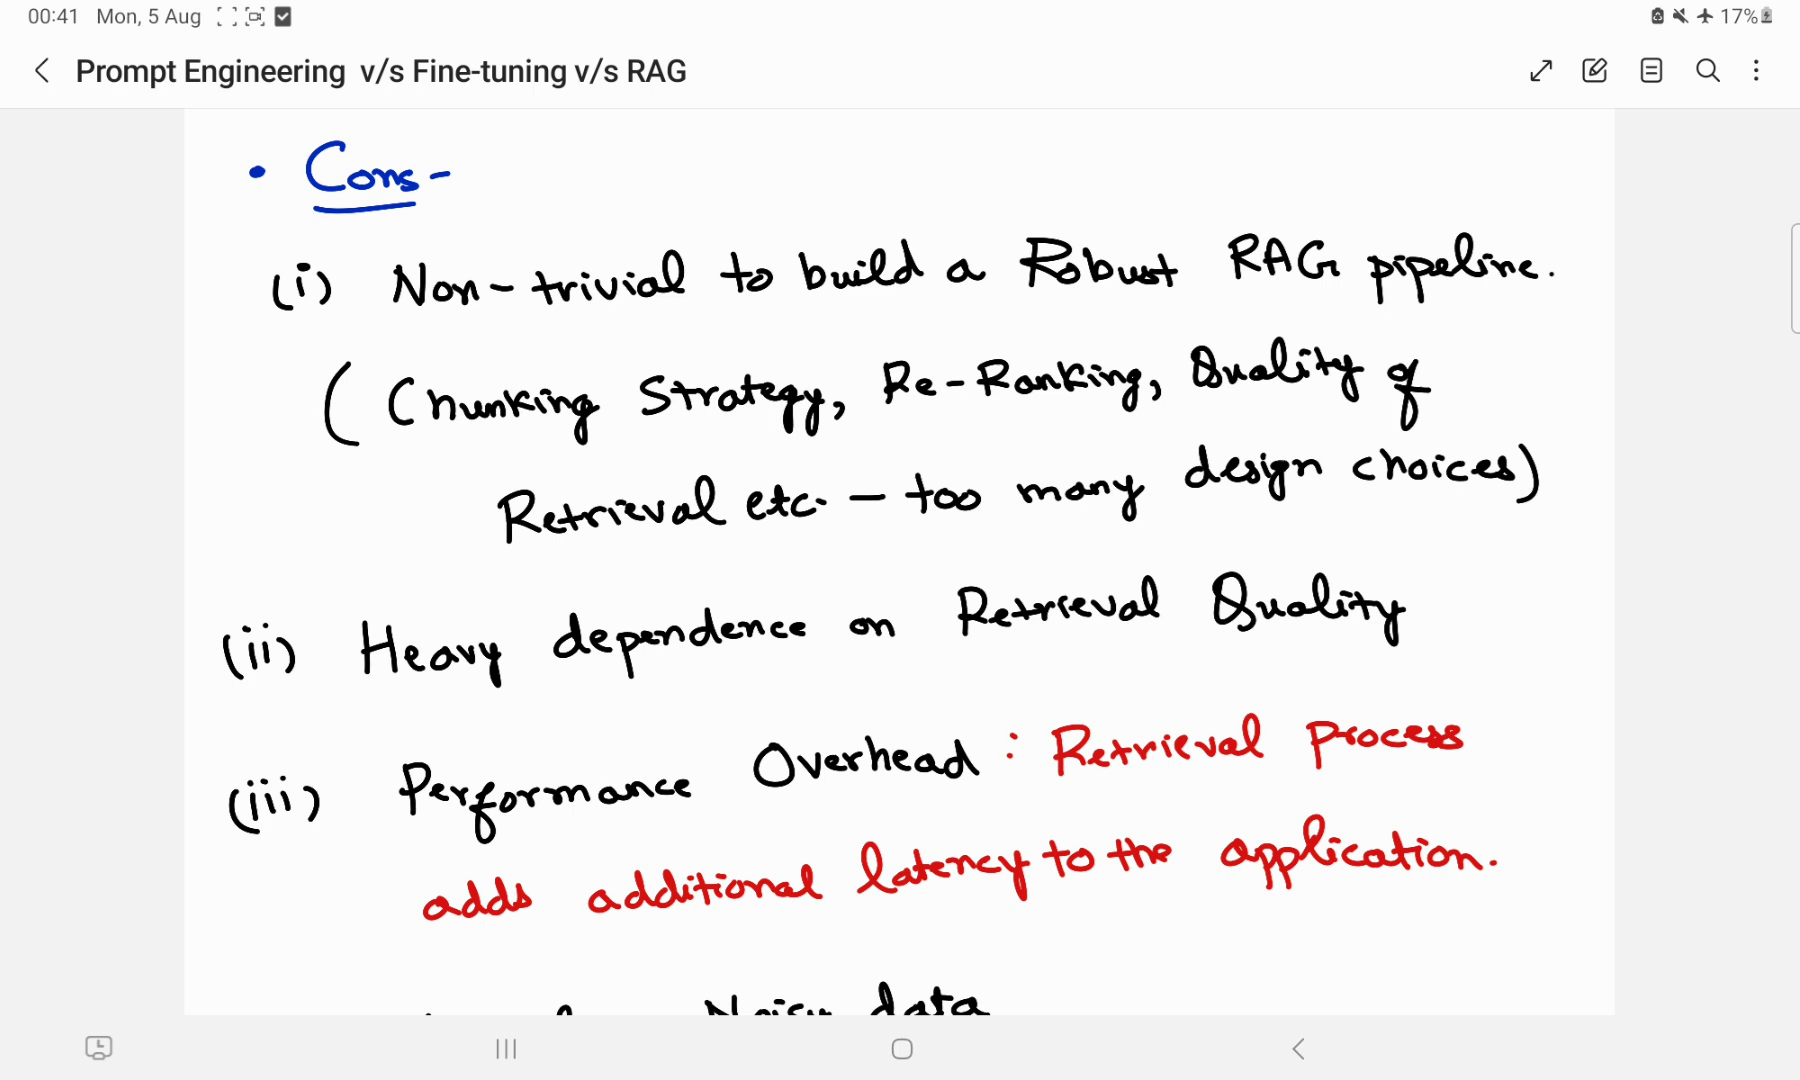 00:41 Mon, 5 Aug 17%
Prompt Engineering v/s Fine-tuning v/s RAG
• Cons -
(i) Non-trivial to build a Robust RAG pipeline.
(Chunking Strategy, Re-Ranking, Quality of
Retrieval etc. - too many design choices)
(ii) Heavy dependence on Retrieval Quality
(iii) Performance Overhead : Retrieval process
adds additional latency to the application.
Noisy data